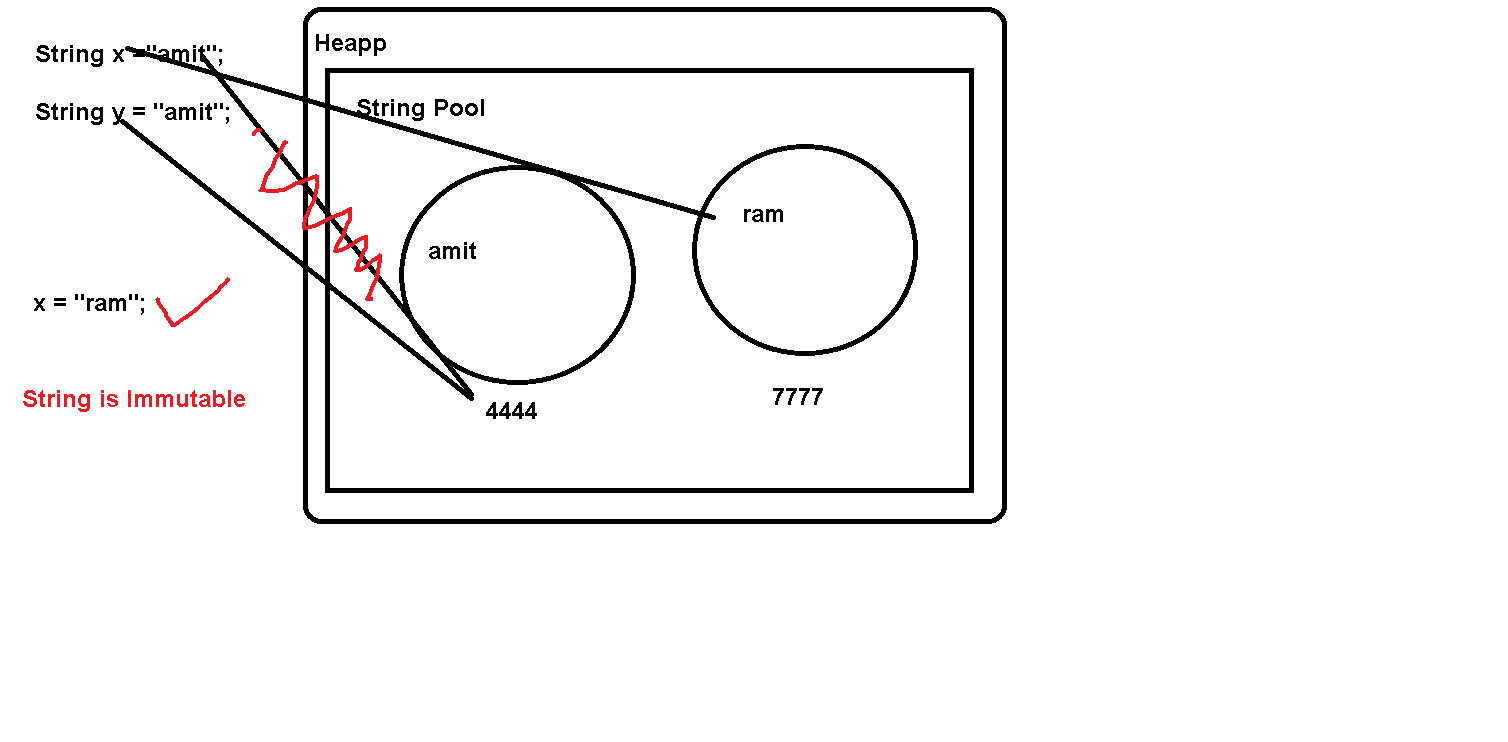 String x ="amit";
String y = "amit";
x = "ram";
String is Immutable
Heapp
String Pool
amit
4444
ram
7777